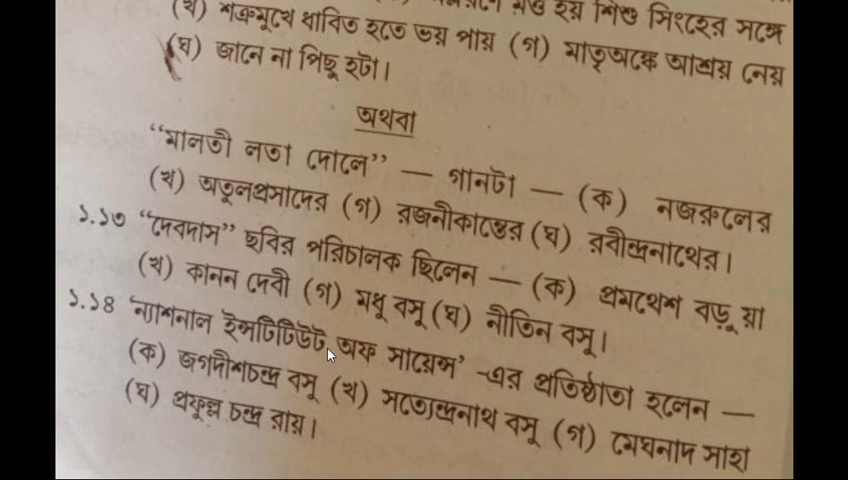 হয় শিশু সিংহের সঙ্গে
(খ) শত্রুমুখে ধাবিত হতে ভয় পায় (গ) মাতৃঅঙ্কে আশ্রয় নেয়
(ঘ) জানে না পিছু হটা।
অথবা
“মালতী লতা দোলে” — গানটা — (ক) নজরুলের
(খ) অতুলপ্রসাদের (গ) রজনীকান্তের (ঘ) রবীন্দ্রনাথের।
১.১৩ “দেবদাস” ছবির পরিচালক ছিলেন — (ক) প্রমথেশ বড়ু য়া
(খ) কানন দেবী (গ) মধু বসু (ঘ) নীতিন বসু।
১.১৪ 'ন্যাশনাল ইন্সটিটিউট অফ সায়েন্স' -এর প্রতিষ্ঠাতা হলেন —
(ক) জগদীশচন্দ্র বসু (খ) সত্যেন্দ্রনাথ বসু (গ) মেঘনাদ সাহা
(ঘ) প্রফুল্ল চন্দ্র রায়।